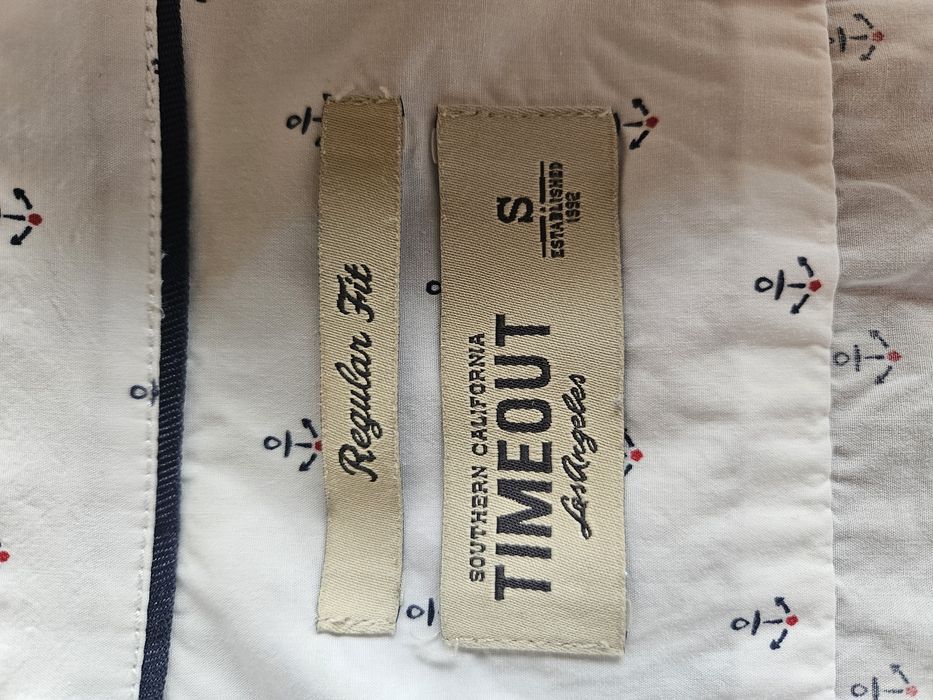 Regular Fit
SOUTHERN CALIFORNIA
TIMEOUT
Los Angeles
S
ESTABLISHED
1992